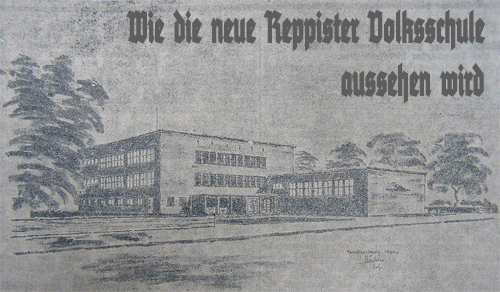 Wie die neue Reppister Volksschule
aussehen wird